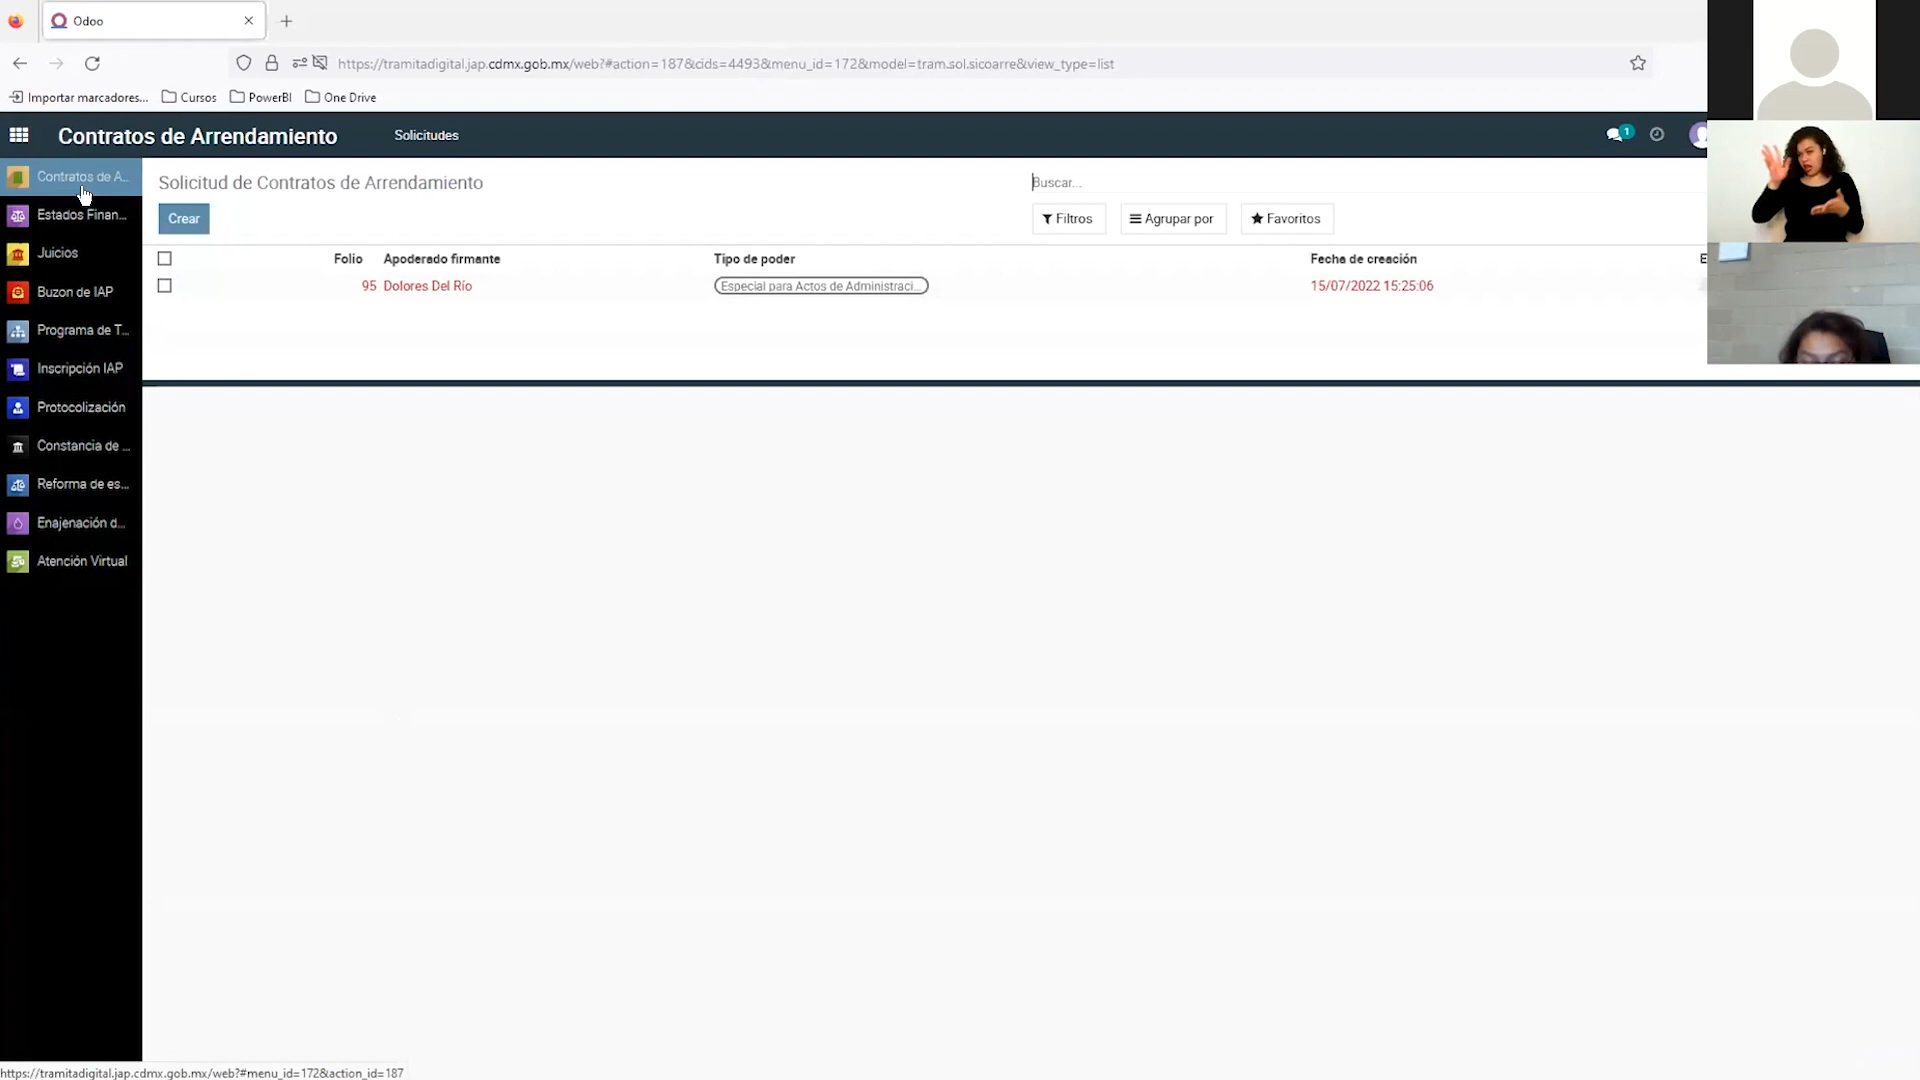 Odoo
https://tramitadigital.jap.cdmx.gob.mx/web?#action=187&cids=4493&menu_id=172&model=tram.sol.sicoarre&view_type=list
Importar marcadores... Cursos PowerBI One Drive
Contratos de Arrendamiento Solicitudes 1
Contratos de A...
Estados Finan...
Juicios
Buzon de IAP
Programa de T...
Inscripción IAP
Protocolización
Constancia de ...
Reforma de es...
Enajenación d...
Atención Virtual
Solicitud de Contratos de Arrendamiento Buscar...
Crear Filtros Agrupar por Favoritos
Folio Apoderado firmante Tipo de poder Fecha de creación
95 Dolores Del Río Especial para Actos de Administraci... 15/07/2022 15:25:06
https://tramitadigital.jap.cdmx.gob.mx/web?#menu_id=172&action_id=187